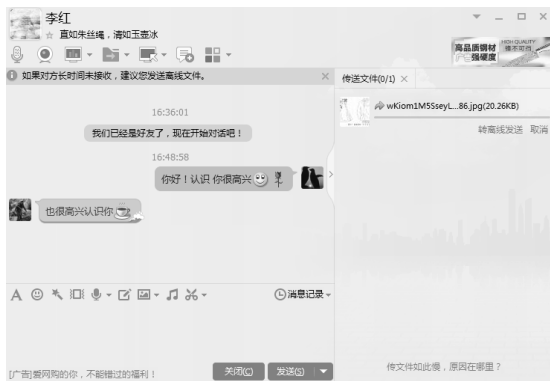 李红
直如朱丝绳，清如玉壶冰
高品质钢材
强硬度
HIGH QUALITY
如果对方长时间未接收，建议您发送离线文件。
传送文件(0/1)
wKiom1M5SseyL...86.jpg(20.26KB)
转离线发送 取消
16:36:01
我们已经是好友了，现在开始对话吧！
16:48:58
你好！认识 你很高兴
也很高兴认识你
消息记录
[广告]爱网购的你，不能错过的福利！
关闭(C)
发送(S)
传文件如此慢，原因在哪里？